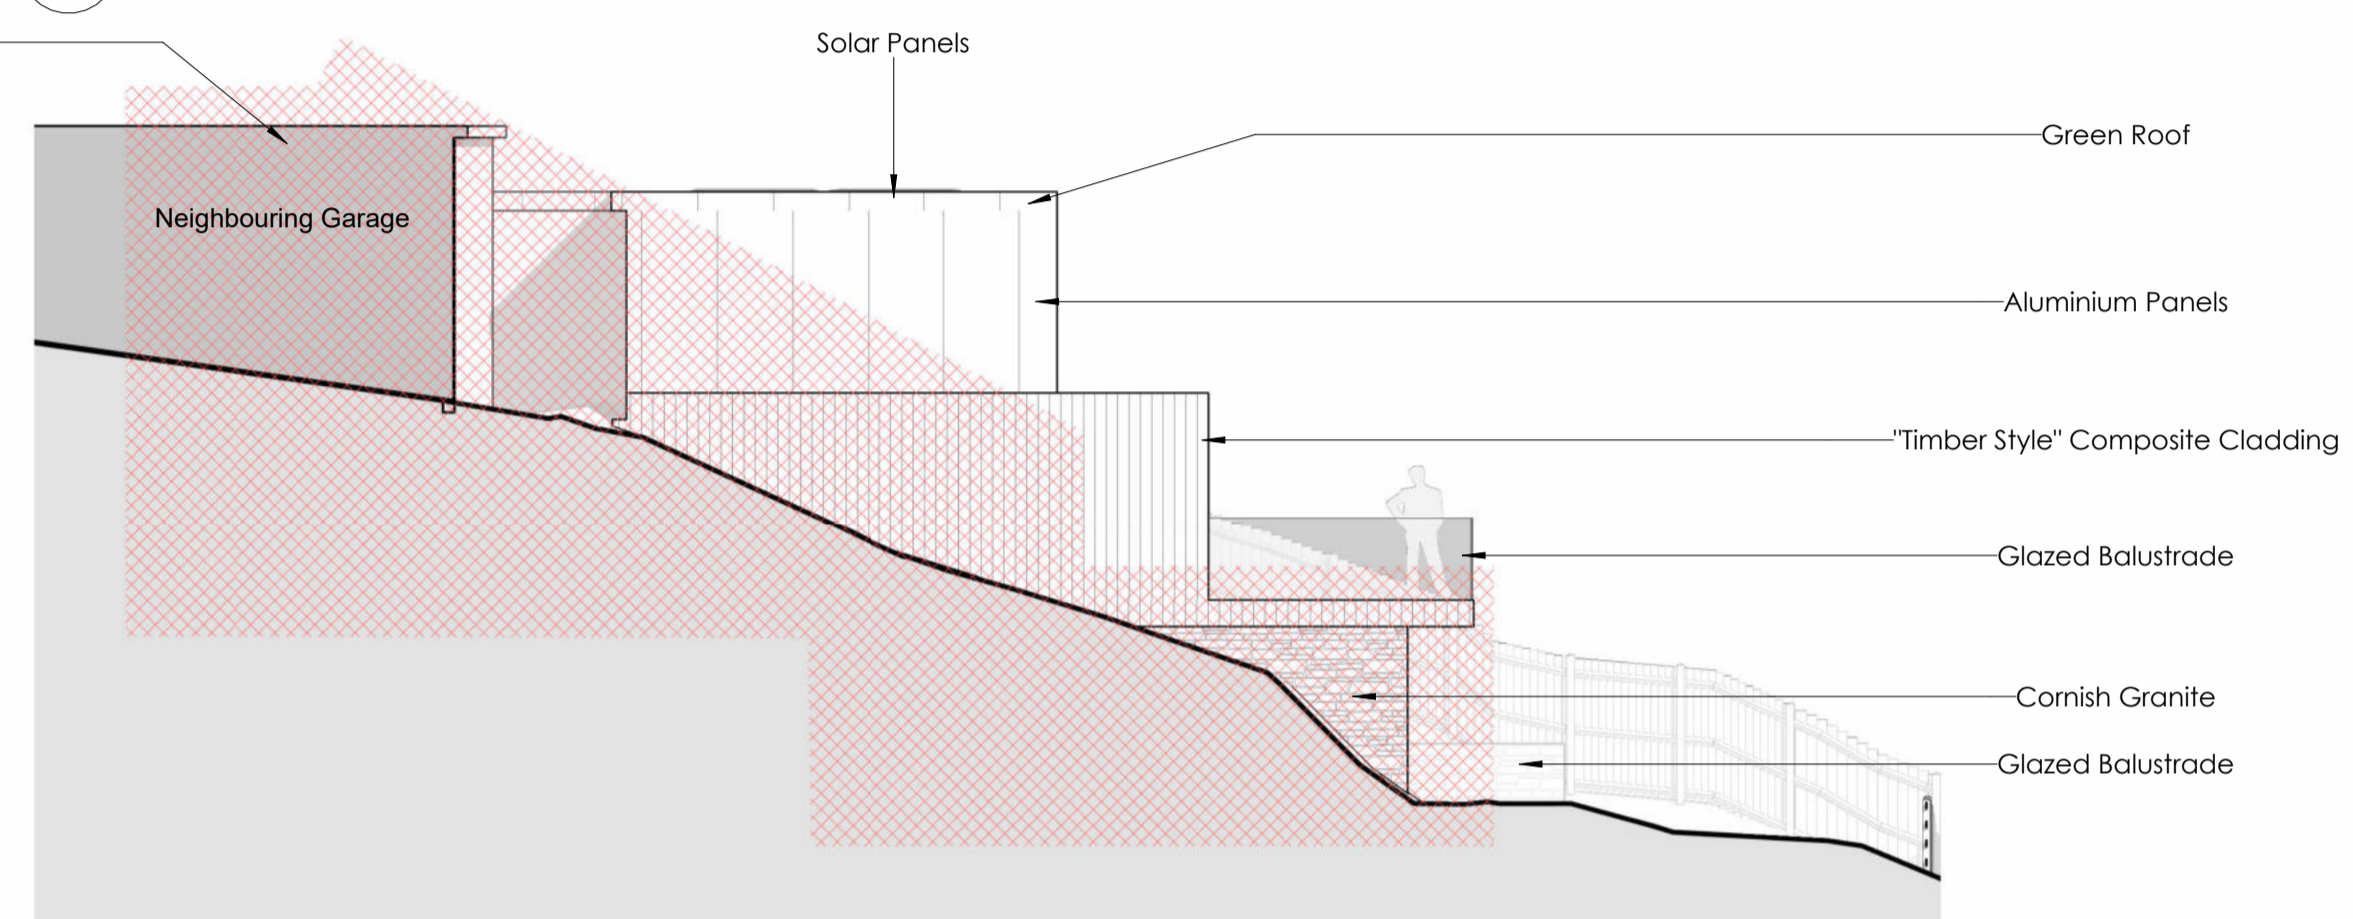 Solar Panels
Green Roof
Neighbouring Garage
Aluminium Panels
"Timber Style" Composite Cladding
Glazed Balustrade
Cornish Granite
Glazed Balustrade